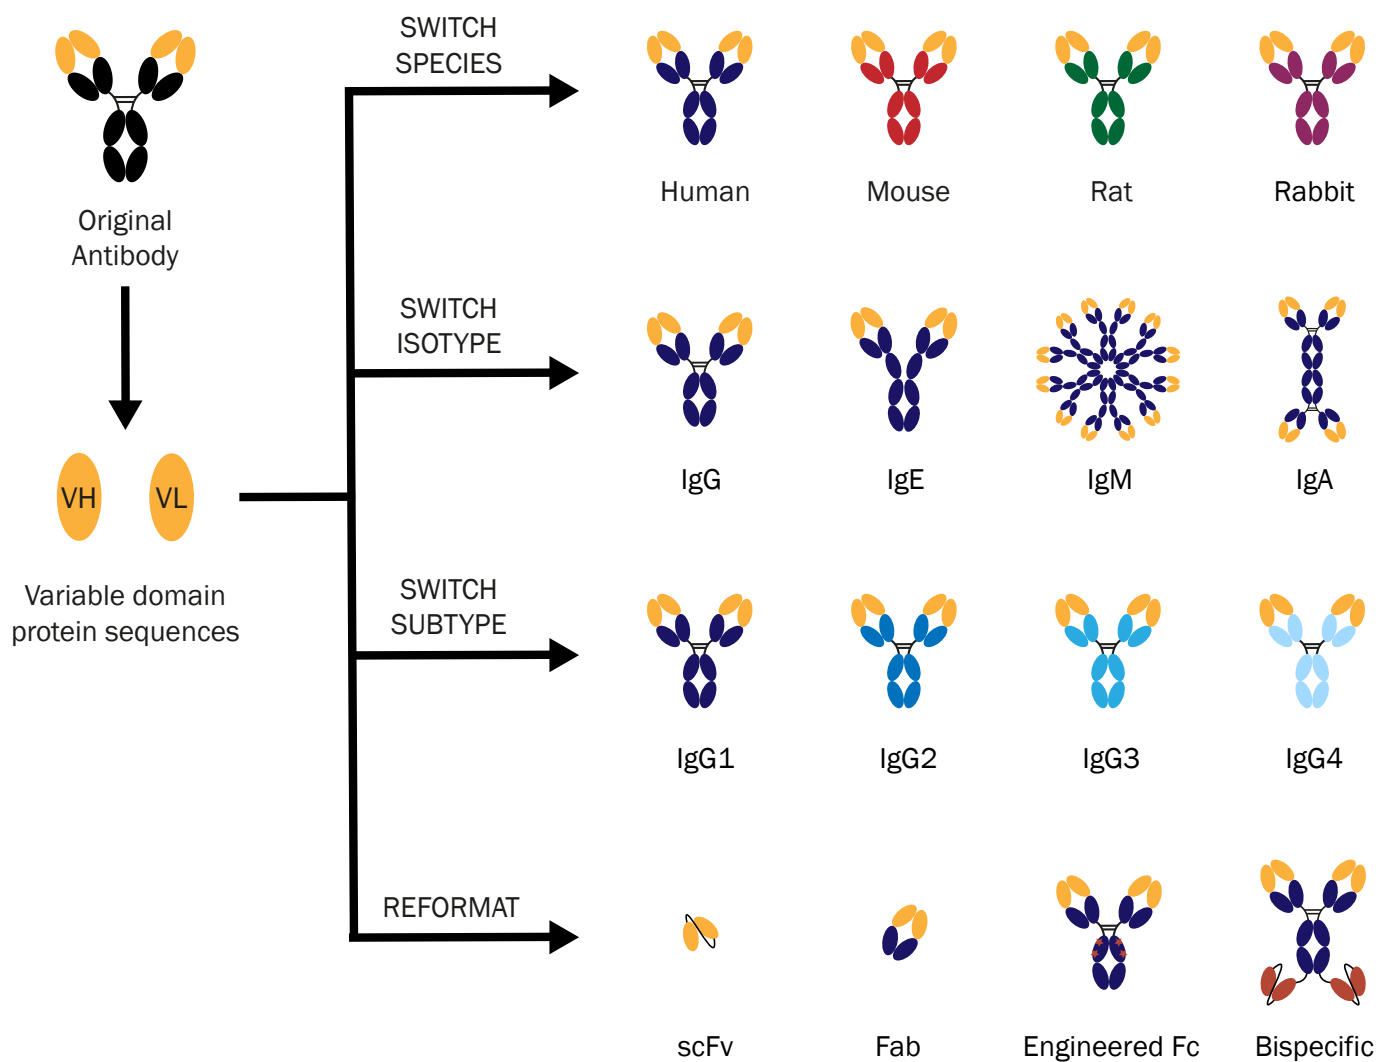 Original
Antibody
VH
VL
Variable domain
protein sequences
SWITCH
SPECIES
Human
Mouse
Rat
Rabbit
SWITCH
ISOTYPE
IgG
IgE
IgM
IgA
SWITCH
SUBTYPE
IgG1
IgG2
IgG3
IgG4
REFORMAT
scFv
Fab
Engineered Fc
Bispecific